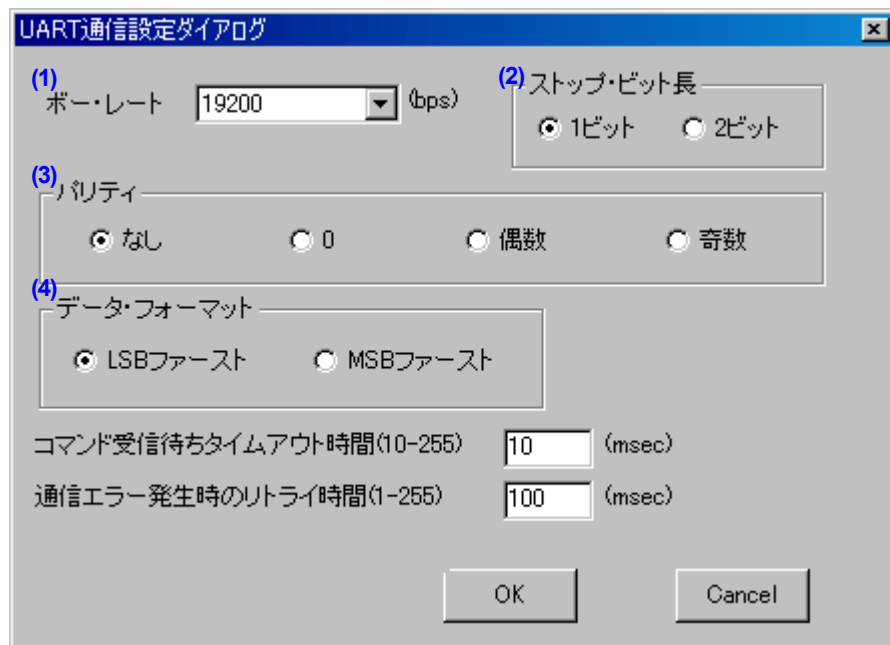 UART通信設定ダイアログ
(1) ボー・レート 19200 (bps)
(2) ストップ・ビット長
1ビット 2ビット
(3) パリティ
なし 0 偶数 奇数
(4) データ・フォーマット
LSBファースト MSBファースト
コマンド受信待ちタイムアウト時間(10-255) 10 (msec)
通信エラー発生時のリトライ時間(1-255) 100 (msec)
OK Cancel